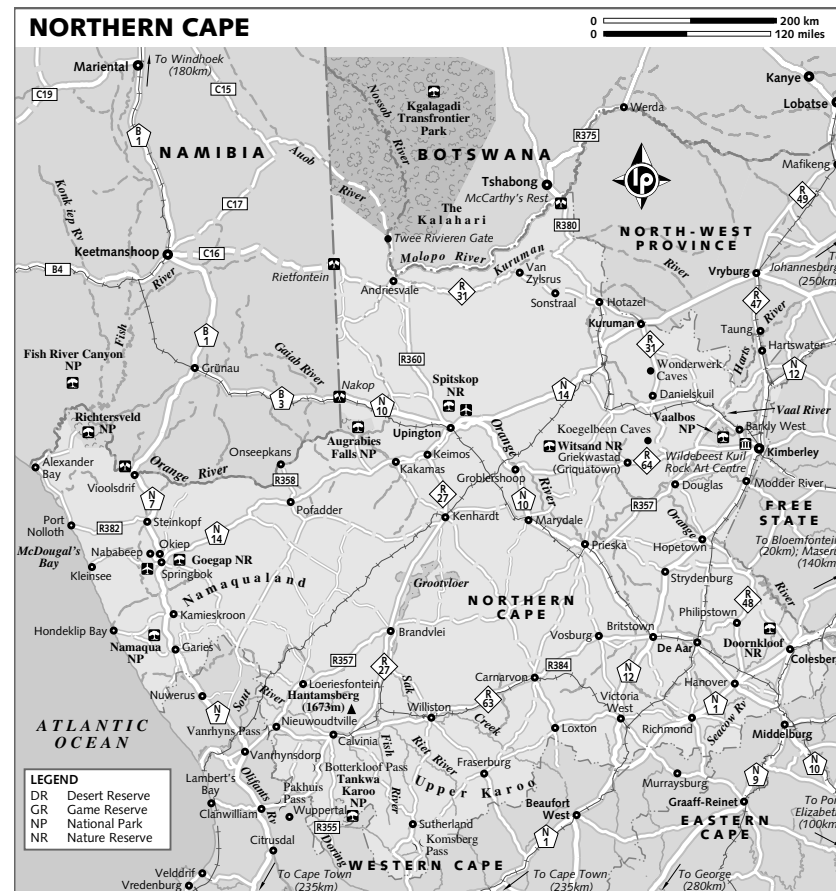 NORTHERN CAPE
0 200 km
0 120 miles
To Windhoek
(180km)
Mariental
C19
C15
B
1
NAMIBIA
Nossob
River
Auob
River
Kgalagadi
Transfrontier
Park
BOTSWANA
Werda
Kanye
Lobatse
R375
lp
Tshabong
McCarthy's Rest
R380
Mafikeng
R
49
Konkiep Rv
C17
The
Kalahari
NORTH-WEST
PROVINCE
Keetmanshoop
C16
B4
River
Fish
Twee Rivieren Gate
Molopo River
Kuruman
River
Rietfontein
Andriesvale
R
31
Van
Zylsrus
Sonstraal
Hotazel
Vryburg
To
Johannesburg
(250km)
R
47
River
Harts
Taung
Hartswater
Kuruman
R
31
N
12
B
1
Fish River Canyon
NP
Grünau
Gaiab River
R360
Wonderwerk
Caves
Danielskuil
N
14
B
3
Nakop
N
10
Spitskop
NR
Vaal River
Richtersveld
NP
Augrabies
Falls NP
Upington
Orange
River
Koegelbeen Caves
Witsand NR
Vaalbos
NP
Barkly West
Kimberley
Griekwastad
(Griquatown)
R
64
Wildebeest Kuil
Rock Art Centre
Alexander
Bay
Orange River
Onseepkans
Keimos
Kakamas
Groblershoop
Vioolsdrif
R358
R
27
Douglas
Modder River
Pofadder
N
10
R357
FREE
STATE
Port
Nolloth
R382
N
7
Steinkopf
N
14
Kenhardt
Marydale
Orange
River
To Bloemfontein
(20km); Maseru
(140km)
McDougal's
Bay
Nababeep
Okiep
Goegap NR
Prieska
Hopetown
Kleinsee
Springbok
Namaqualand
Grootvloer
Strydenburg
R
48
Kamieskroon
NORTHERN
CAPE
Philipstown
Hondeklip Bay
Namaqua
NP
Garies
Brandvlei
Vosburg
Britstown
De Aar
Doornkloof
NR
Colesberg
R357
R
27
R384
N
12
Loeriesfontein
Sak
Carnarvon
Hanover
Nuwerus
Sout
River
Hantamsberg
(1673m)
R
63
Victoria
West
N
1
Seacow Rv
N
7
Nieuwoudtville
Williston
Creek
Loxton
Richmond
Middelburg
ATLANTIC
OCEAN
Vanrhyns Pass
Calvinia
Fish
River
Riet River
N
10
Vanrhynsdorp
Botterkloof Pass
Fraserburg
Upper Karoo
Murraysburg
N
9
LEGEND
DR Desert Reserve
GR Game Reserve
NP National Park
NR Nature Reserve
Lambert's
Bay
Olifants Rv
Pakhuis
Pass
Tankwa
Karoo
NP
Beaufort
West
Graaff-Reinet
To Port
Elizabeth
(100km)
Clanwilliam
Wuppertal
R355
Doring
Sutherland
Komsberg
Pass
EASTERN
CAPE
Citrusdal
N
1
WESTERN CAPE
Velddrif
Vredenburg
To Cape Town
(235km)
To Cape Town
(235km)
To George
(280km)